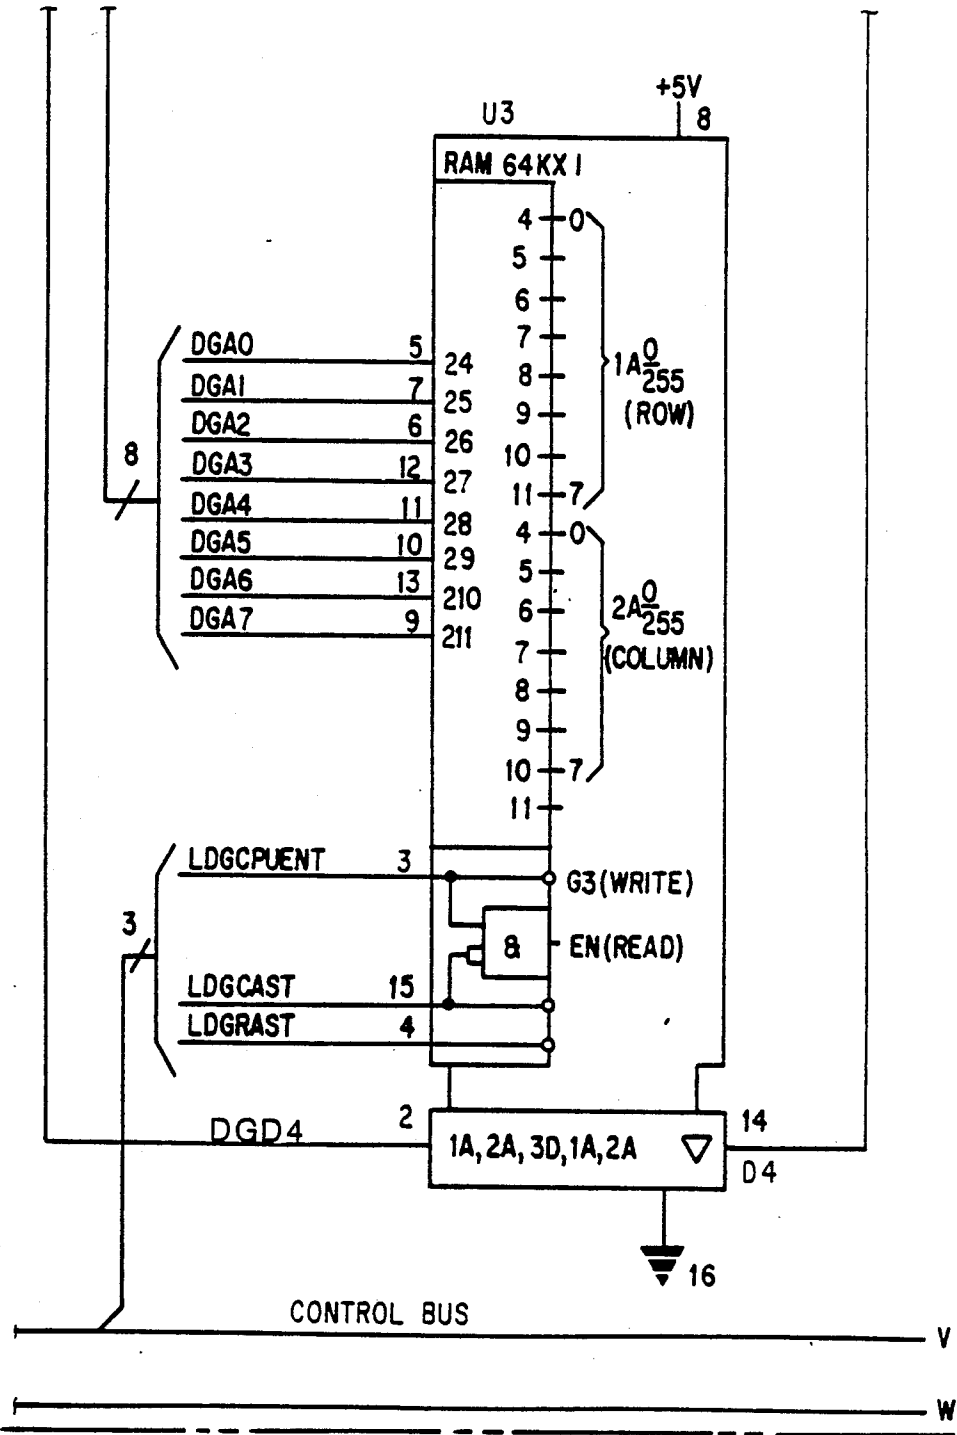 +5V
U3 8
RAM 64KX1
4 0
5
6
7
8
9
10
11 7
1A 0/255
(ROW)
4 0
5
6
7
8
9
10 7
11
2A 0/255
(COLUMN)
8
DGA0 5 24
DGA1 7 25
DGA2 6 26
DGA3 12 27
DGA4 11 28
DGA5 10 29
DGA6 13 210
DGA7 9 211
LDGCPUENT 3 G3(WRITE)
3
& EN(READ)
LDGCAST 15
LDGRAST 4
DGD4 2 1A, 2A, 3D, 1A, 2A ▽ 14
D4
16
CONTROL BUS
V
W